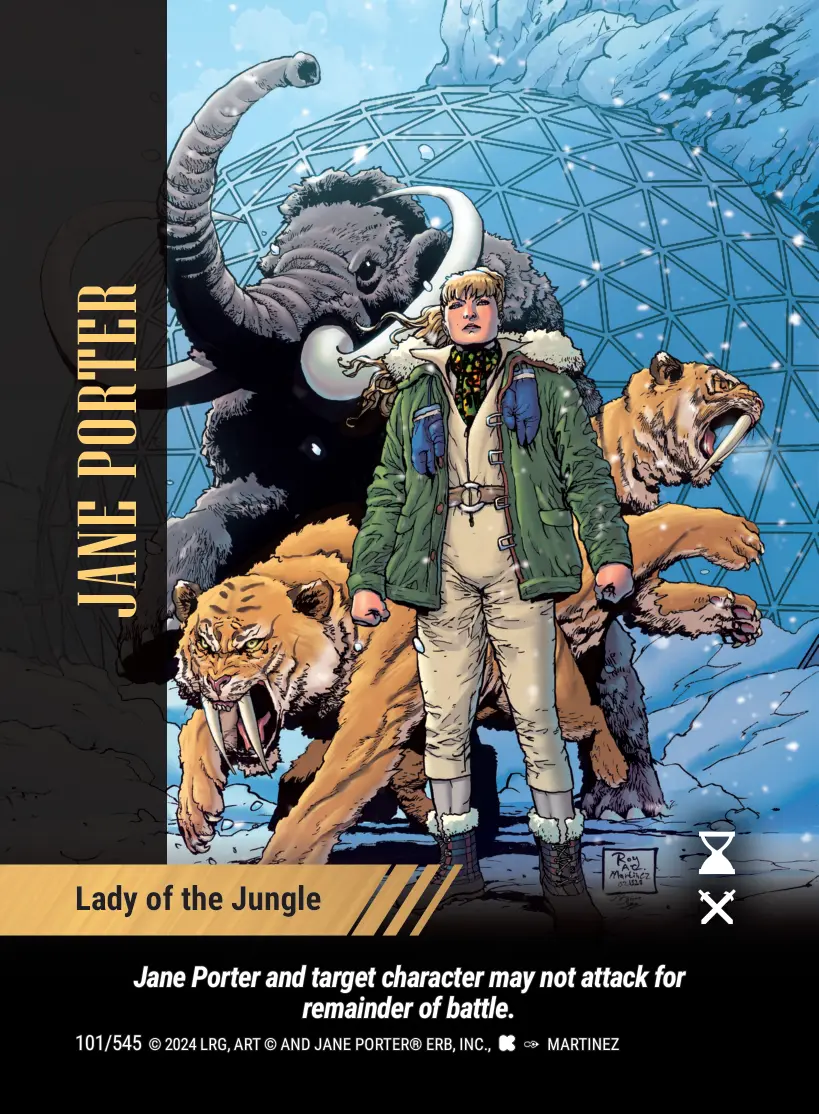 JANE PORTER
Roy
Martinez
Lady of the Jungle
Jane Porter and target character may not attack for
remainder of battle.
101/545 © 2024 LRG, ART © AND JANE PORTER® ERB, INC., MARTINEZ